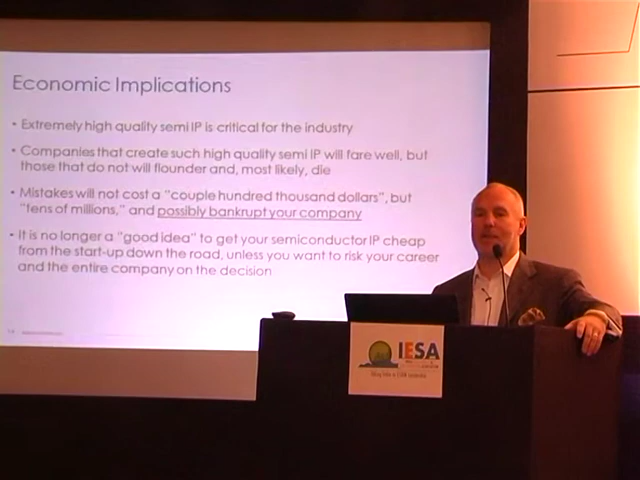 Economic Implications
• Extremely high quality semi IP is critical for the industry
• Companies that create such high quality semi IP will fare well, but
those that do not will flounder and, most likely, die
• Mistakes will not cost a "couple hundred thousand dollars", but
"tens of millions," and possibly bankrupt your company
• It is no longer a "good idea" to get your semiconductor IP cheap
from the start-up down the road, unless you want to risk your career
and the entire company on the decision
IESA